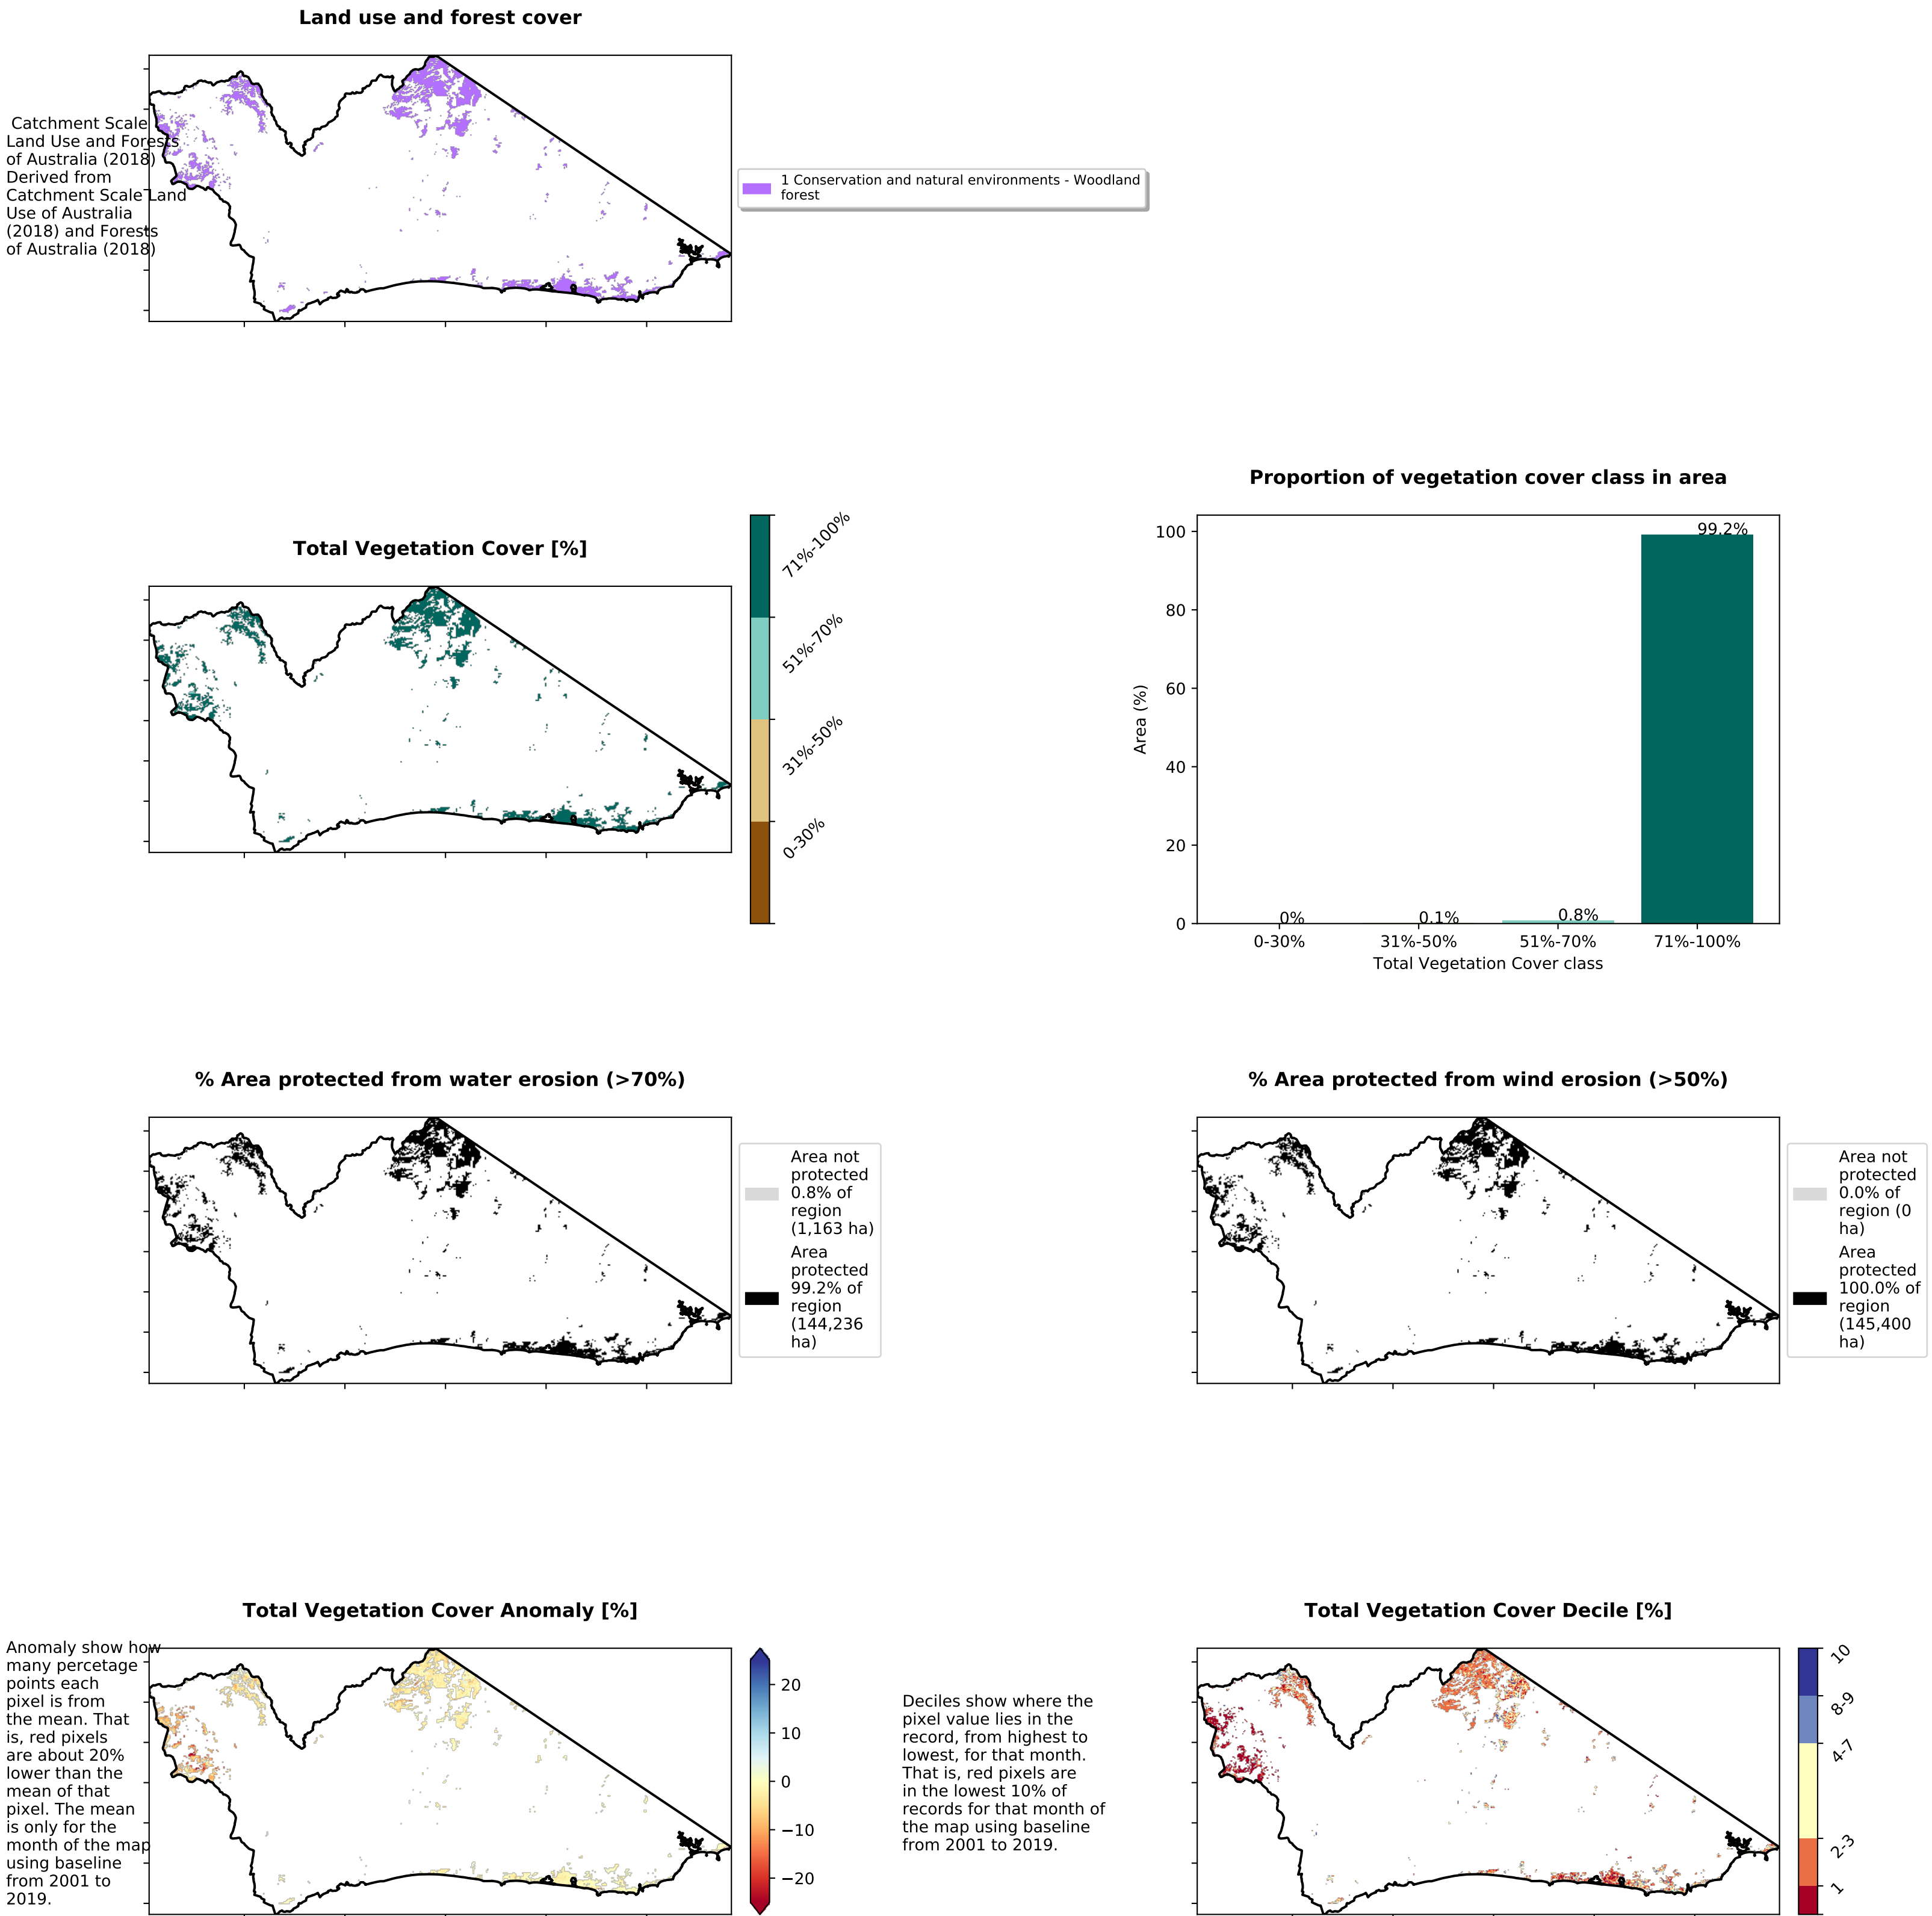 Land use and forest cover
Catchment Scale
Land Use and Forests
of Australia (2018)
Derived from
Catchment Scale Land
Use of Australia
(2018) and Forests
of Australia (2018)
1 Conservation and natural environments - Woodland
forest
Total Vegetation Cover [%]
71%-100%
51%-70%
31%-50%
0-30%
Proportion of vegetation cover class in area
Area (%)
100
80
60
40
20
0
0%
0.1%
0.8%
99.2%
0-30%
31%-50%
51%-70%
71%-100%
Total Vegetation Cover class
% Area protected from water erosion (>70%)
Area not
protected
0.8% of
region
(1,163 ha)
Area
protected
99.2% of
region
(144,236
ha)
% Area protected from wind erosion (>50%)
Area not
protected
0.0% of
region (0
ha)
Area
protected
100.0% of
region
(145,400
ha)
Total Vegetation Cover Anomaly [%]
Anomaly show how
many percetage
points each
pixel is from
the mean. That
is, red pixels
are about 20%
lower than the
mean of that
pixel. The mean
is only for the
month of the map
using baseline
from 2001 to
2019.
20
10
0
−10
−20
Total Vegetation Cover Decile [%]
Deciles show where the
pixel value lies in the
record, from highest to
lowest, for that month.
That is, red pixels are
in the lowest 10% of
records for that month of
the map using baseline
from 2001 to 2019.
10
8-9
4-7
2-3
1